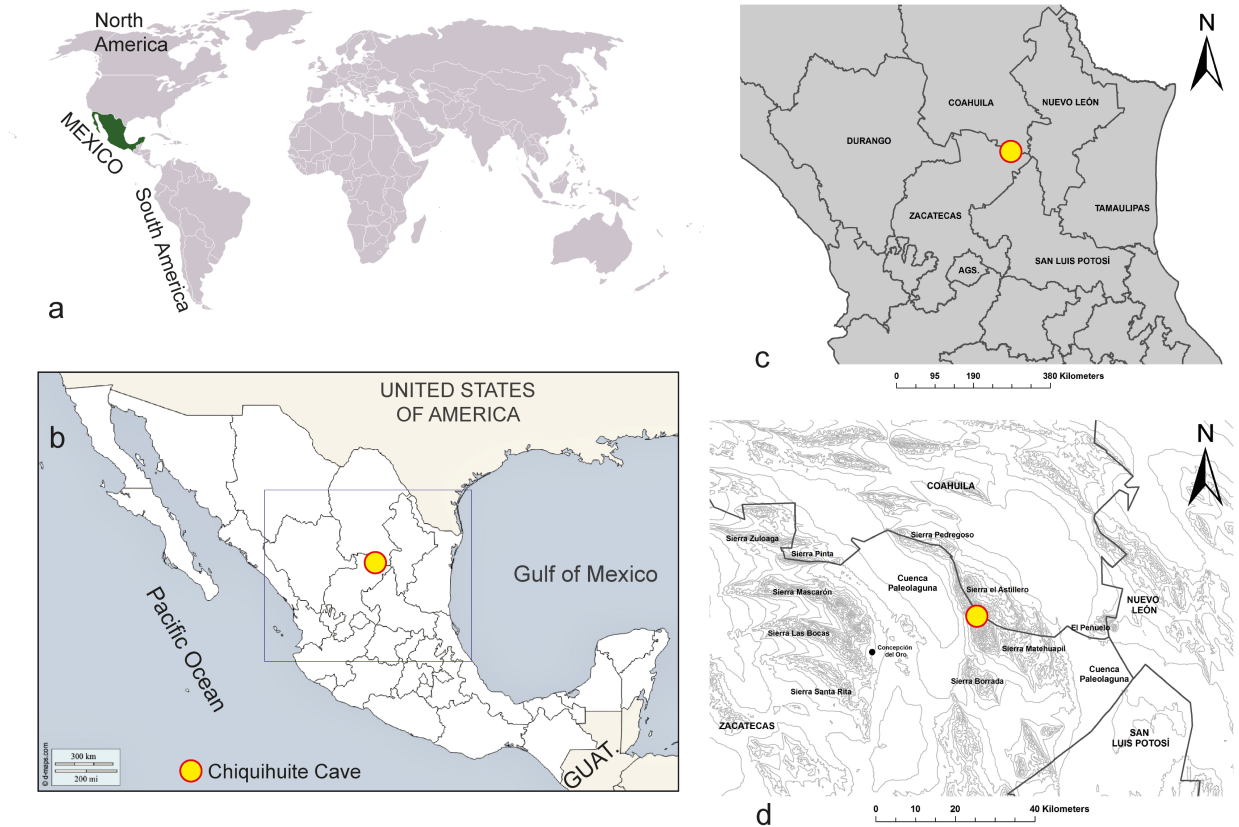 North
America
MEXICO
South America
a
b
UNITED STATES
OF AMERICA
Gulf of Mexico
Pacific Ocean
GUAT.
300 km
200 mi
© d-maps.com
Chiquihuite Cave
N
COAHUILA
NUEVO LEÓN
DURANGO
ZACATECAS
TAMAULIPAS
SAN LUIS POTOSÍ
AGS.
c
0 95 190 380 Kilometers
N
COAHUILA
Sierra Zuloaga
Sierra Pinta
Sierra Pedregoso
Cuenca
Paleolaguna
Sierra el Astillero
Sierra Mascarón
NUEVO
LEÓN
Sierra Las Bocas
El Peñuelo
Concepción
del Oro
Sierra Matehuapil
Cuenca
Paleolaguna
Sierra Borrada
Sierra Santa Rita
ZACATECAS
SAN
LUIS POTOSÍ
d
0 10 20 40 Kilometers